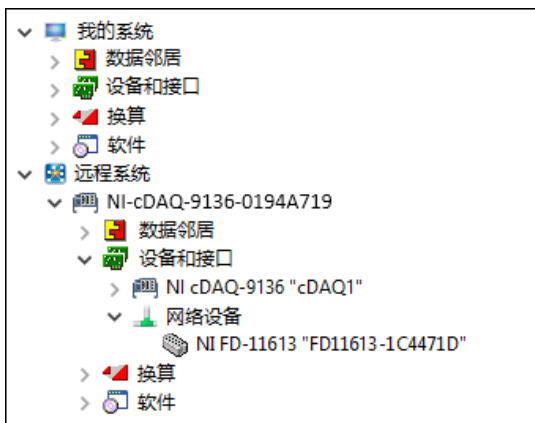 我的系统
数据邻居
设备和接口
换算
软件
远程系统
NI-cDAQ-9136-0194A719
数据邻居
设备和接口
NI cDAQ-9136 "cDAQ1"
网络设备
NI FD-11613 "FD11613-1C4471D"
换算
软件